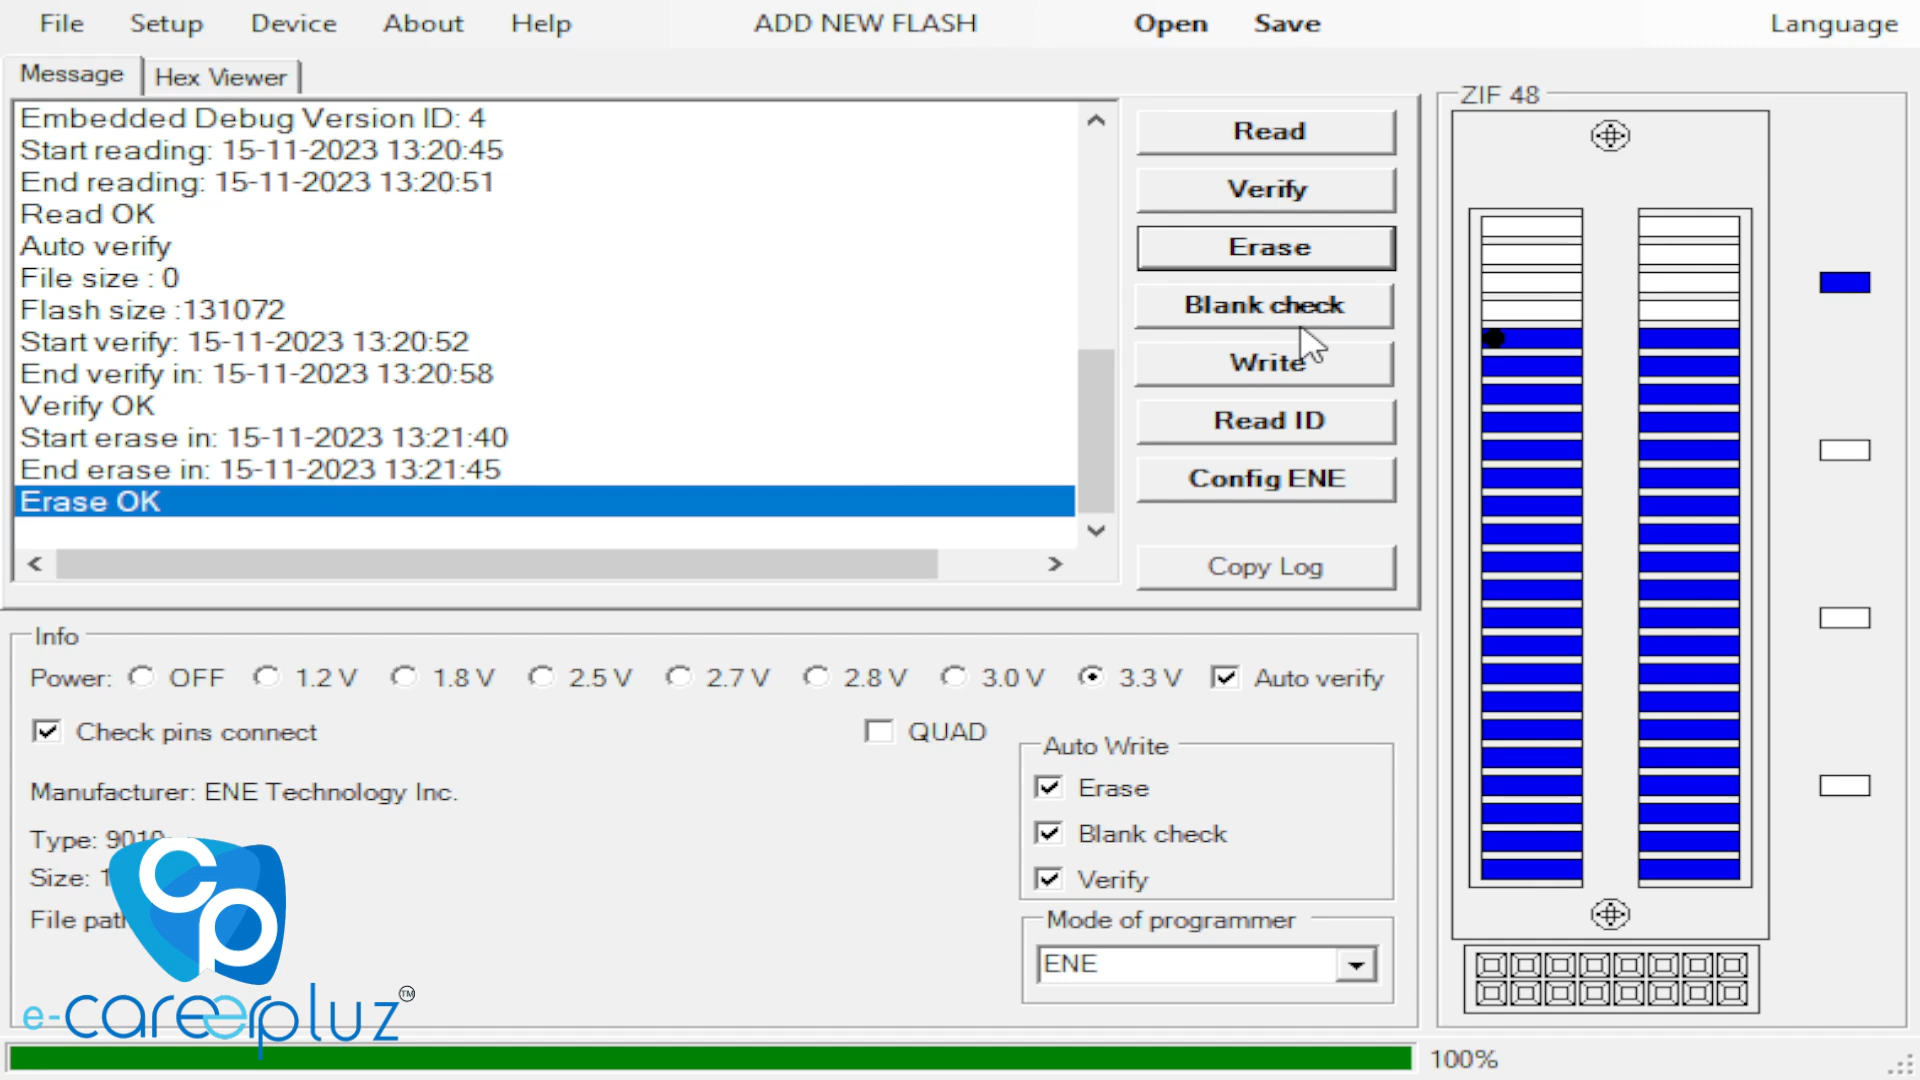 File Setup Device About Help ADD NEW FLASH Open Save Language
Message Hex Viewer
Embedded Debug Version ID: 4
Start reading: 15-11-2023 13:20:45
End reading: 15-11-2023 13:20:51
Read OK
Auto verify
File size : 0
Flash size :131072
Start verify: 15-11-2023 13:20:52
End verify in: 15-11-2023 13:20:58
Verify OK
Start erase in: 15-11-2023 13:21:40
End erase in: 15-11-2023 13:21:45
Erase OK
Read
Verify
Erase
Blank check
Write
Read ID
Config ENE
Copy Log
ZIF 48
Info
Power: OFF 1.2 V 1.8 V 2.5 V 2.7 V 2.8 V 3.0 V 3.3 V Auto verify
Check pins connect QUAD
Manufacturer: ENE Technology Inc.
Type:
Size:
File
Auto Write
Erase
Blank check
Verify
Mode of programmer
ENE
cp
e-careerpluz™
100%